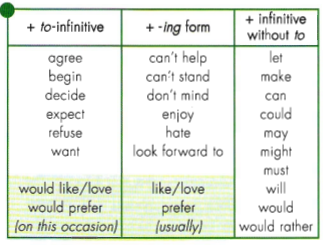 + to-infinitive
agree
begin
decide
expect
refuse
want
would like/love
would prefer
(on this occasion)
+ -ing form
can't help
can't stand
don't mind
enjoy
hate
look forward to
like/love
prefer
(usually)
+ infinitive
without to
let
make
can
could
may
might
must
will
would
would rather